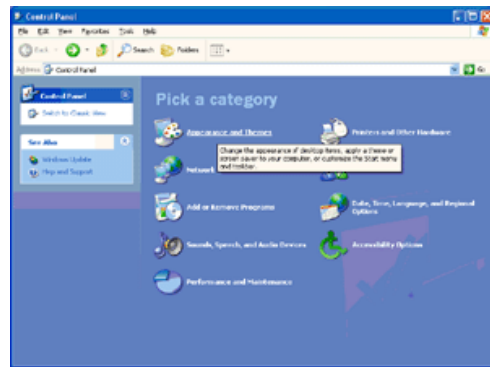 Control Panel
File Edit View Favorites Tools Help
Back Search Folders
Address Control Panel Go
Control Panel
Switch to Classic View
See Also
Windows Update
Help and Support
Pick a category
Appearance and Themes
Printers and Other Hardware
Change the appearance of desktop items, apply a theme or
screen saver to your computer, or customize the Start menu
and taskbar.
Network
Add or Remove Programs
Date, Time, Language, and Regional
Options
Sounds, Speech, and Audio Devices
Accessibility Options
Performance and Maintenance